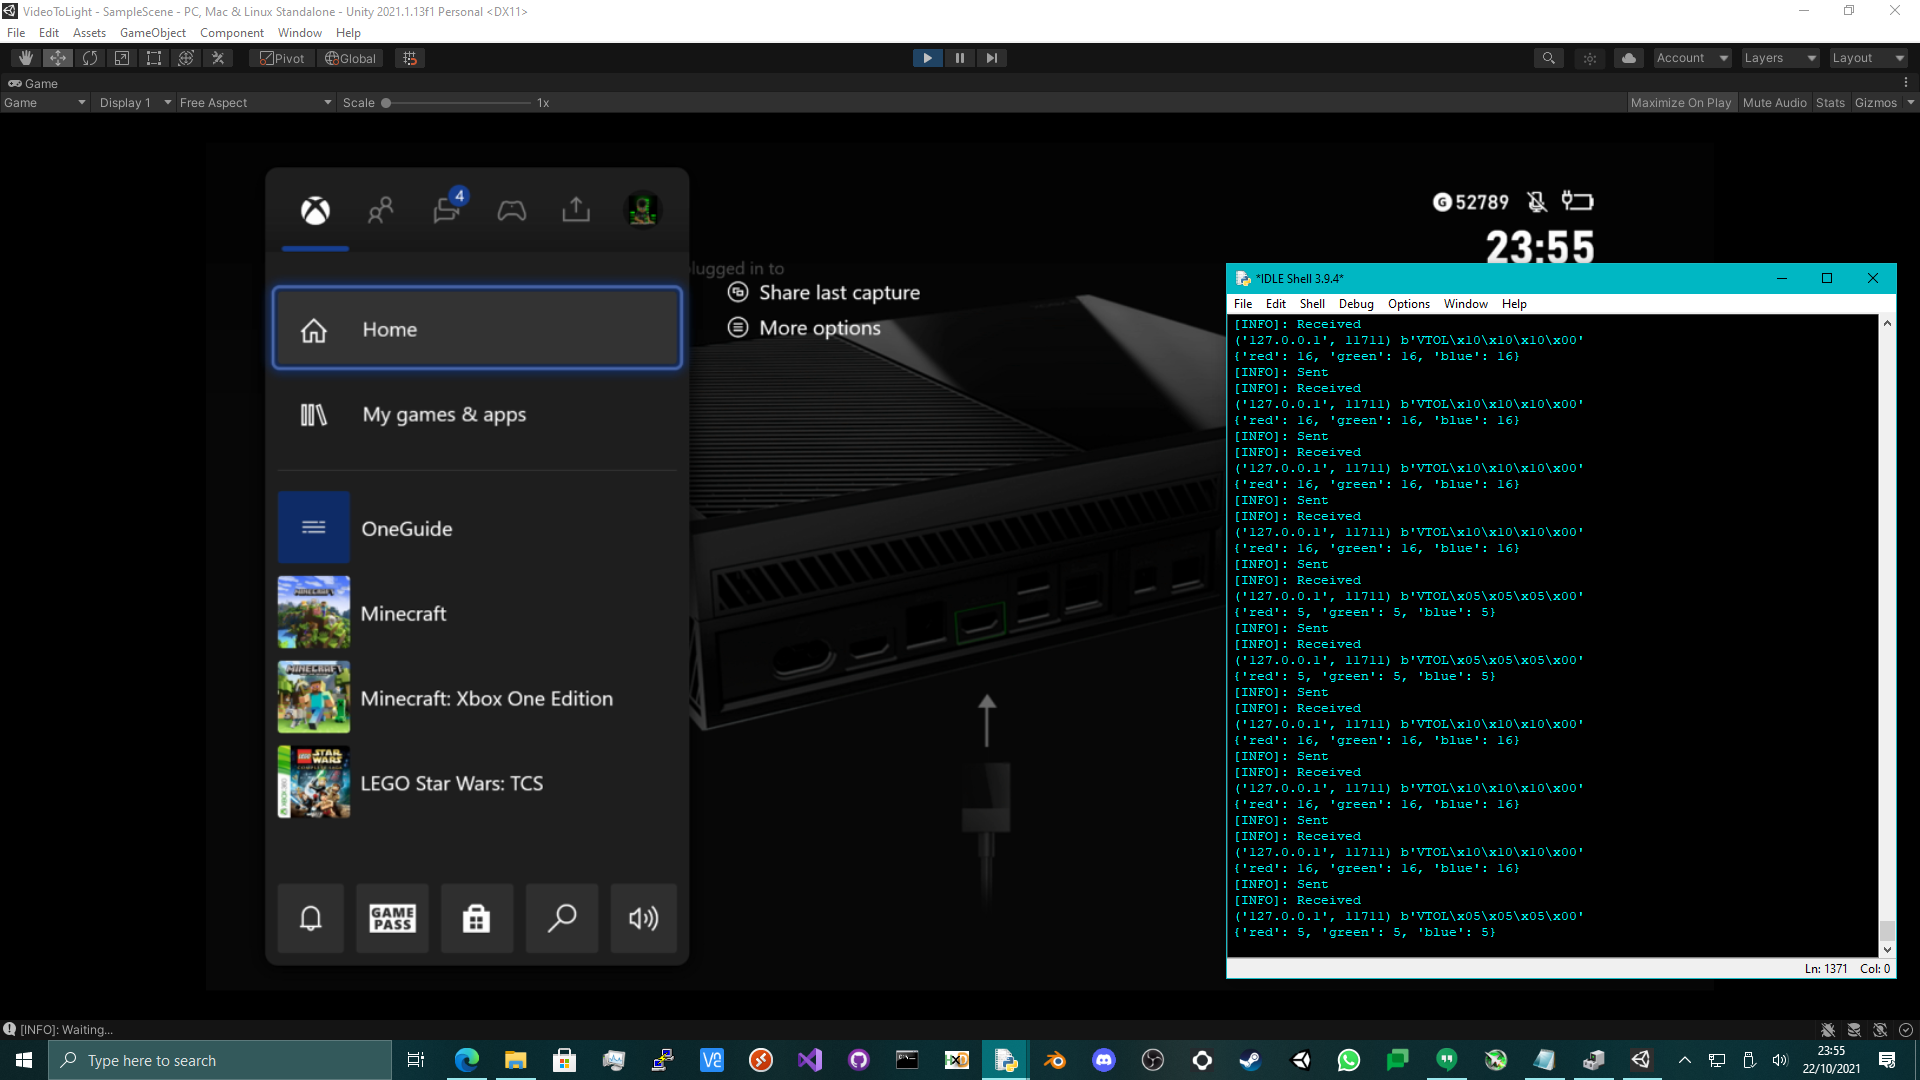 VideoToLight - SampleScene - PC, Mac & Linux Standalone - Unity 2021.1.13f1 Personal <DX11>
File Edit Assets GameObject Component Window Help
Pivot Global Account Layers Layout
Game
Game Display 1 Free Aspect Scale 1x Maximize On Play Mute Audio Stats Gizmos
4
G 52789
23:55
lugged in to
Share last capture
More options
Home
My games & apps
OneGuide
MINECRAFT
Minecraft
MINECRAFT
Minecraft: Xbox One Edition
LEGO STAR WARS
LEGO Star Wars: TCS
GAME PASS
*IDLE Shell 3.9.4*
File Edit Shell Debug Options Window Help
[INFO]: Received
('127.0.0.1', 11711) b'VTOL\x10\x10\x10\x00'
{'red': 16, 'green': 16, 'blue': 16}
[INFO]: Sent
[INFO]: Received
('127.0.0.1', 11711) b'VTOL\x10\x10\x10\x00'
{'red': 16, 'green': 16, 'blue': 16}
[INFO]: Sent
[INFO]: Received
('127.0.0.1', 11711) b'VTOL\x10\x10\x10\x00'
{'red': 16, 'green': 16, 'blue': 16}
[INFO]: Sent
[INFO]: Received
('127.0.0.1', 11711) b'VTOL\x10\x10\x10\x00'
{'red': 16, 'green': 16, 'blue': 16}
[INFO]: Sent
[INFO]: Received
('127.0.0.1', 11711) b'VTOL\x05\x05\x05\x00'
{'red': 5, 'green': 5, 'blue': 5}
[INFO]: Sent
[INFO]: Received
('127.0.0.1', 11711) b'VTOL\x05\x05\x05\x00'
{'red': 5, 'green': 5, 'blue': 5}
[INFO]: Sent
[INFO]: Received
('127.0.0.1', 11711) b'VTOL\x10\x10\x10\x00'
{'red': 16, 'green': 16, 'blue': 16}
[INFO]: Sent
[INFO]: Received
('127.0.0.1', 11711) b'VTOL\x10\x10\x10\x00'
{'red': 16, 'green': 16, 'blue': 16}
[INFO]: Sent
[INFO]: Received
('127.0.0.1', 11711) b'VTOL\x10\x10\x10\x00'
{'red': 16, 'green': 16, 'blue': 16}
[INFO]: Sent
[INFO]: Received
('127.0.0.1', 11711) b'VTOL\x05\x05\x05\x00'
{'red': 5, 'green': 5, 'blue': 5}
Ln: 1371 Col: 0
[INFO]: Waiting...
Type here to search
23:55
22/10/2021